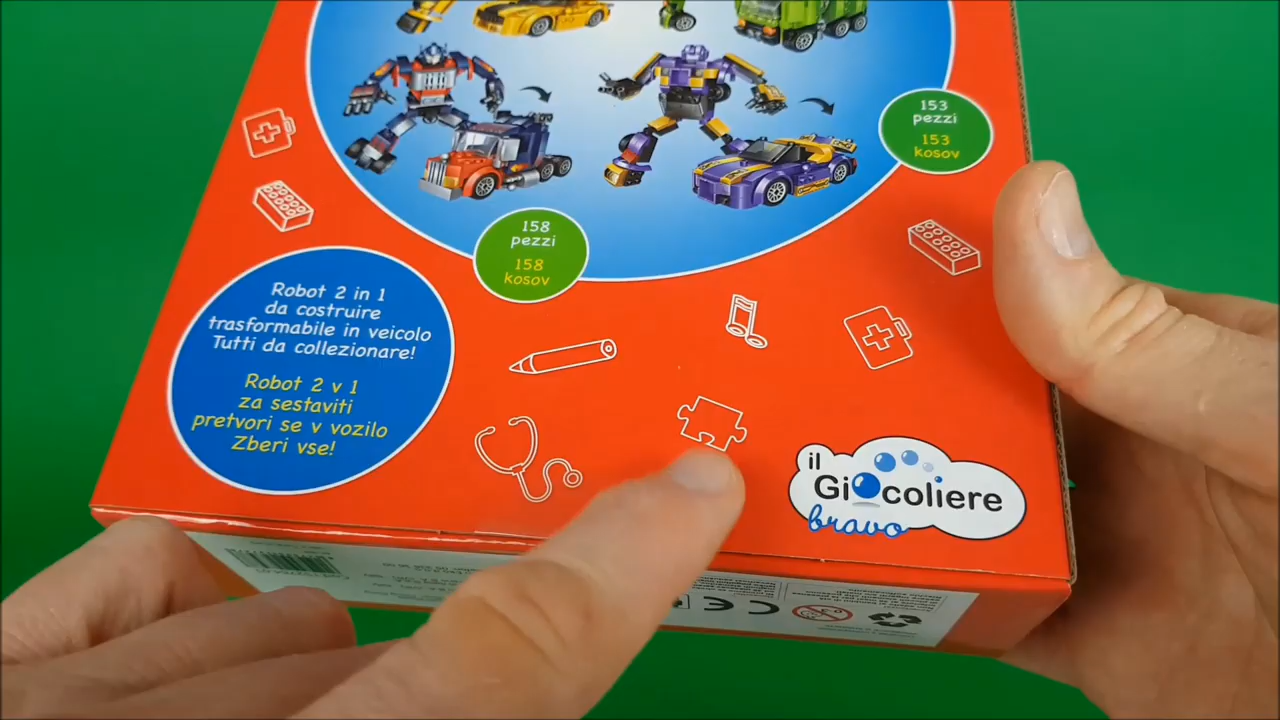 153
pezzi
153
kosov
158
pezzi
158
kosov
Robot 2 in 1
da costruire
trasformabile in veicolo
Tutti da collezionare!
Robot 2 v 1
za sestaviti
pretvori se v vozilo
Zberi vse!
il
Giocoliere
bravo
CE